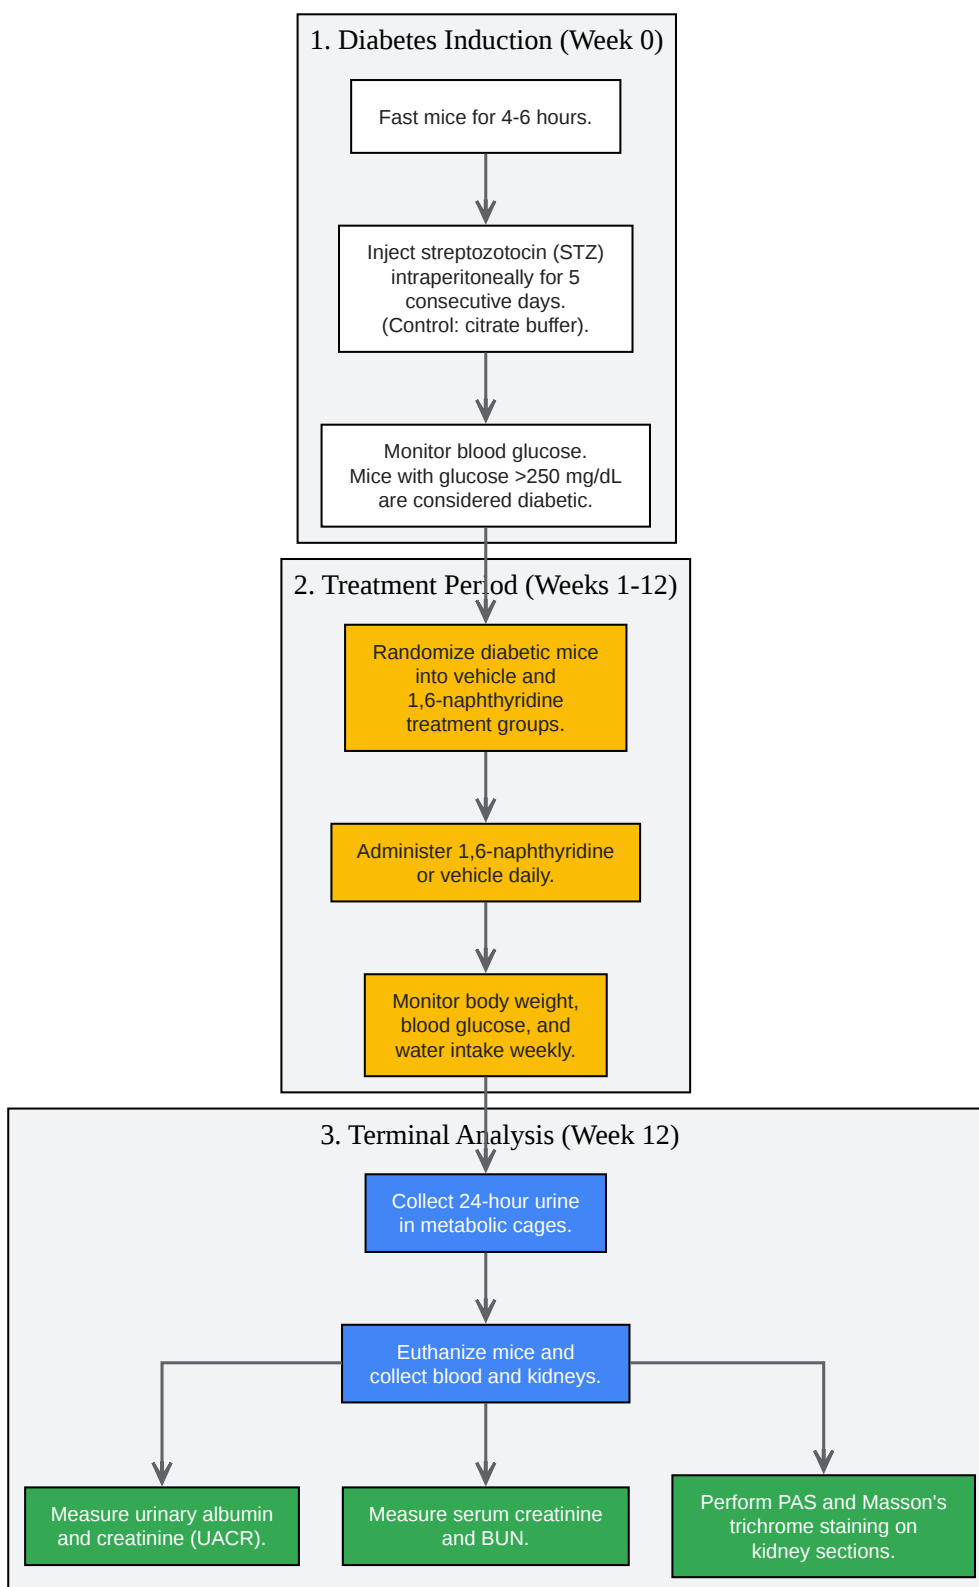 1. Diabetes Induction (Week 0)
Fast mice for 4-6 hours.
Inject streptozotocin (STZ)
intraperitoneally for 5
consecutive days.
(Control: citrate buffer).
Monitor blood glucose.
Mice with glucose >250 mg/dL
are considered diabetic.
2. Treatment Period (Weeks 1-12)
Randomize diabetic mice
into vehicle and
1,6-naphthyridine
treatment groups.
Administer 1,6-naphthyridine
or vehicle daily.
Monitor body weight,
blood glucose, and
water intake weekly.
3. Terminal Analysis (Week 12)
Collect 24-hour urine
in metabolic cages.
Euthanize mice and
collect blood and kidneys.
Measure urinary albumin
and creatinine (UACR).
Measure serum creatinine
and BUN.
Perform PAS and Masson's
trichrome staining on
kidney sections.